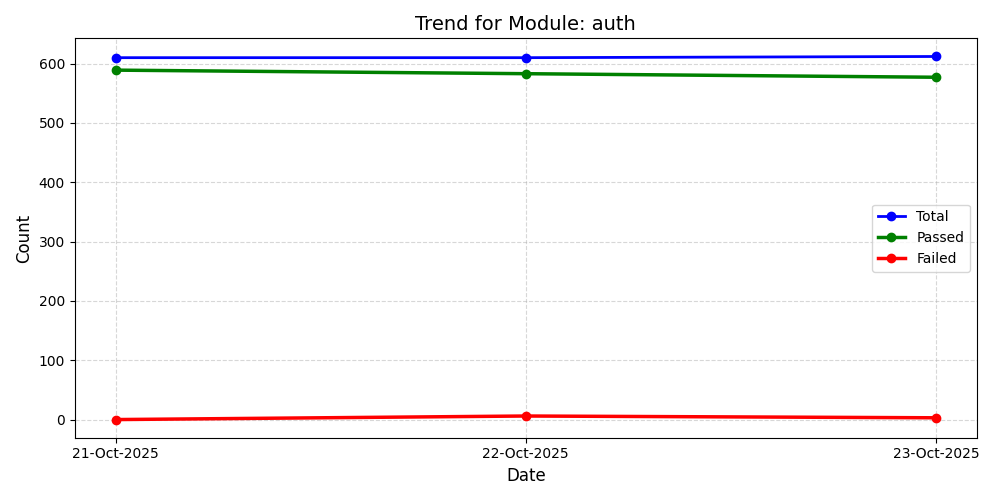 Trend for Module: auth
600
500
400
300
200
100
0
Count
Total
Passed
Failed
21-Oct-2025 22-Oct-2025 23-Oct-2025
Date